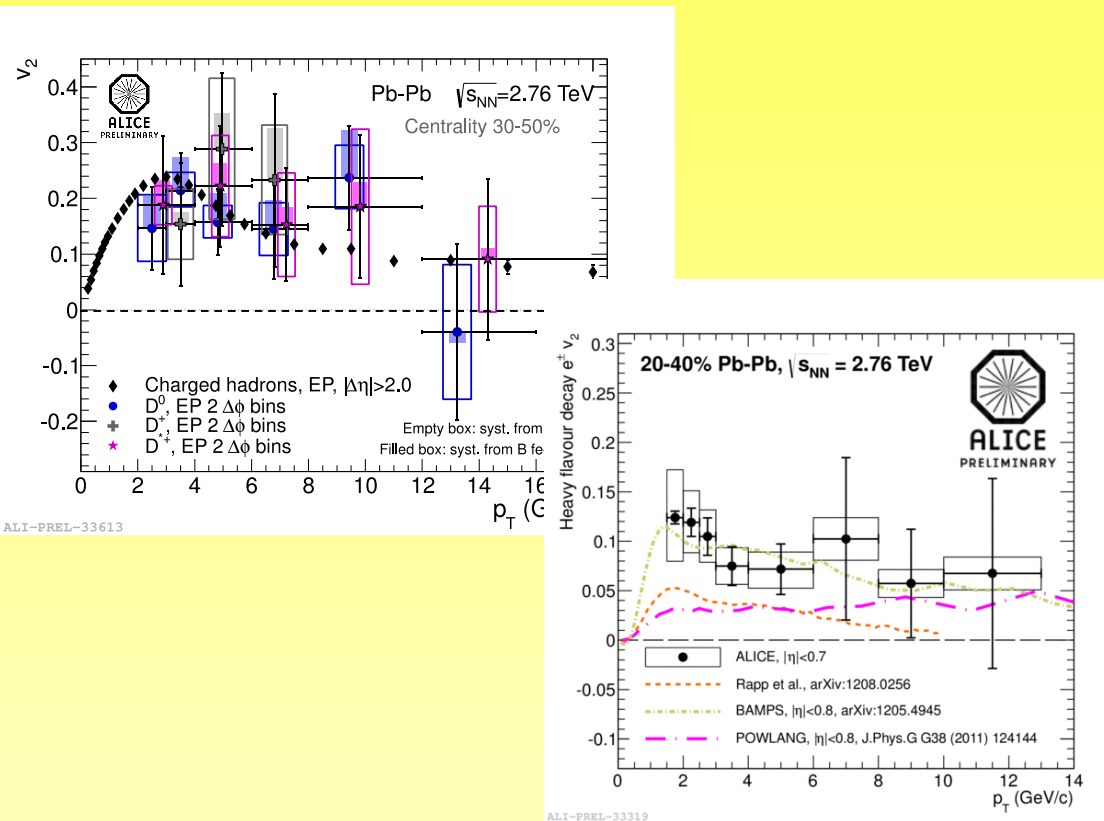 v2
0.4
0.3
0.2
0.1
0
-0.1
-0.2
ALICE
PRELIMINARY
Pb-Pb √sNN=2.76 TeV
Centrality 30-50%
Charged hadrons, EP, |Δη|>2.0
D0, EP 2 Δϕ bins
D+, EP 2 Δϕ bins
D*+, EP 2 Δϕ bins
Empty box: syst. from
Filled box: syst. from B fe
0 2 4 6 8 10 12 14 16
pT (G
ALI-PREL-33613
Heavy flavour decay e± v2
0.3
0.25
0.2
0.15
0.1
0.05
0
-0.05
-0.1
20-40% Pb-Pb, √sNN = 2.76 TeV
ALICE
PRELIMINARY
ALICE, |η|<0.7
Rapp et al., arXiv:1208.0256
BAMPS, |η|<0.8, arXiv:1205.4945
POWLANG, |η|<0.8, J.Phys.G G38 (2011) 124144
0 2 4 6 8 10 12 14
pT (GeV/c)
ALI-PREL-33319